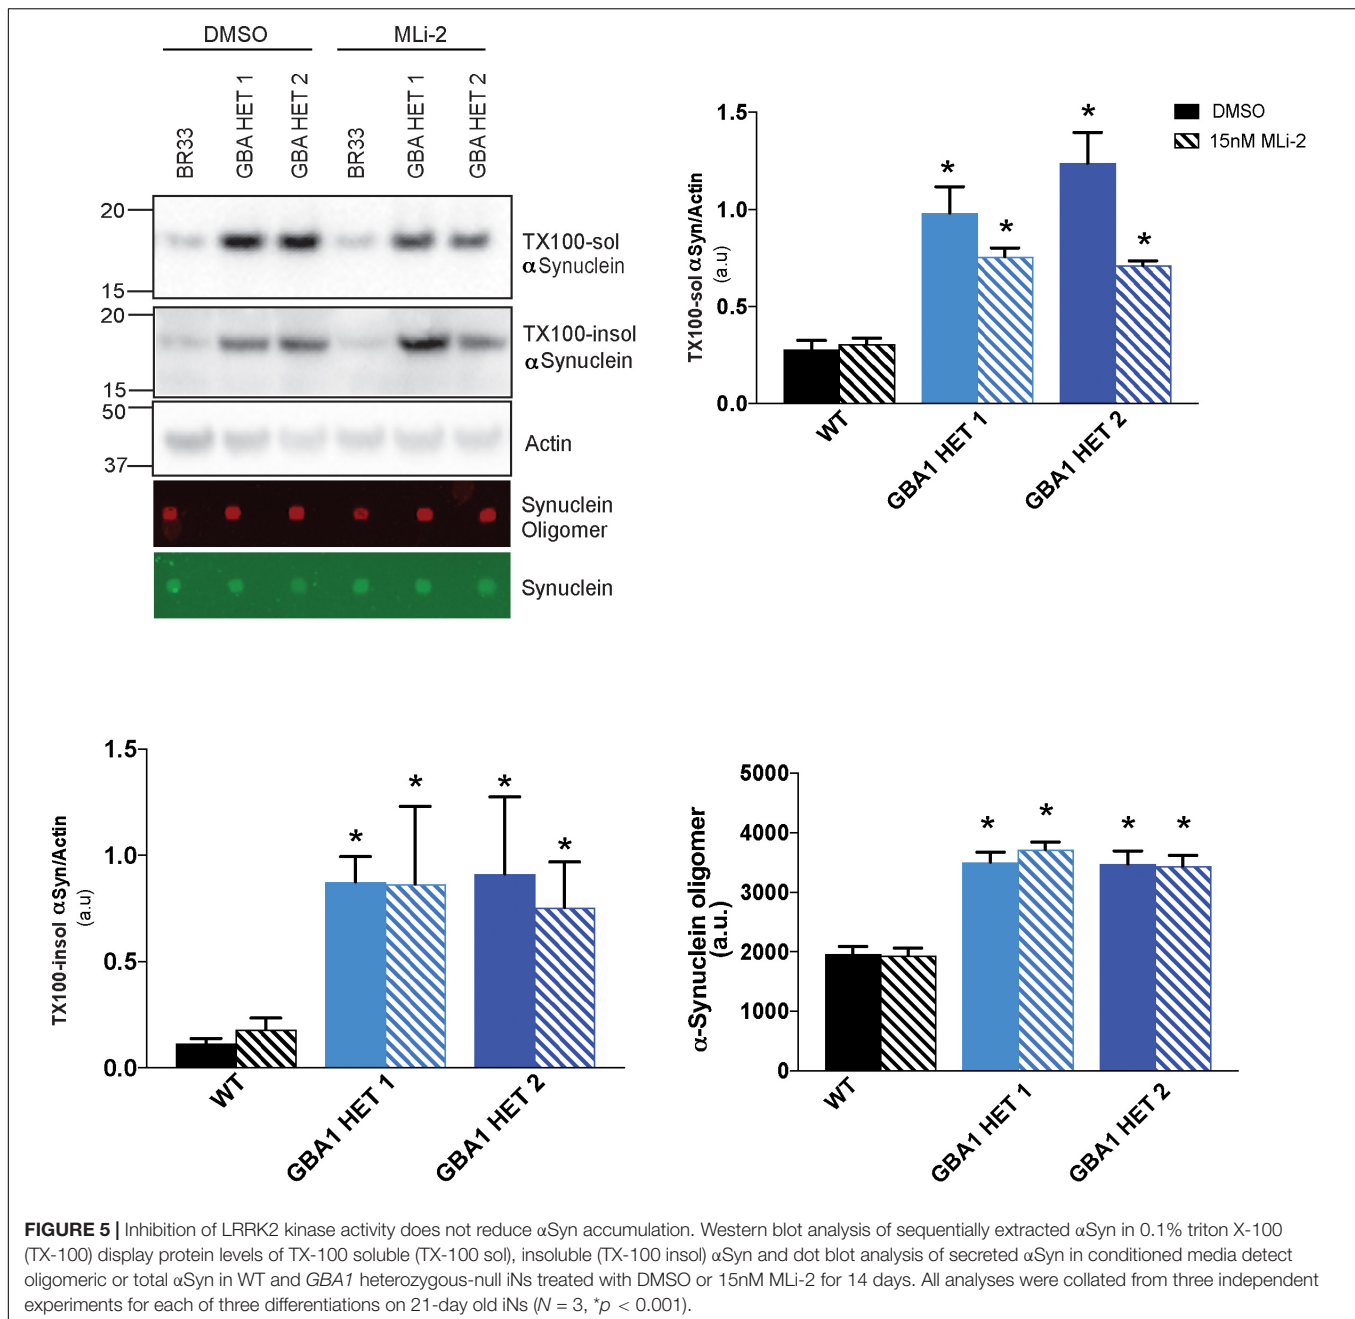 DMSO
MLi-2
BR33
GBA HET 1
GBA HET 2
BR33
GBA HET 1
GBA HET 2
20
15
TX100-sol
αSynuclein
20
15
TX100-insol
αSynuclein
50
37
Actin
Synuclein
Oligomer
Synuclein
1.5
1.0
0.5
0.0
TX100-sol αSyn/Actin
(a.u)
* * * *
DMSO
15nM MLi-2
WT
GBA1 HET 1
GBA1 HET 2
1.5
1.0
0.5
0.0
TX100-insol αSyn/Actin
(a.u)
* * * *
WT
GBA1 HET 1
GBA1 HET 2
5000
4000
3000
2000
1000
0
α-Synuclein oligomer
(a.u.)
* * * *
WT
GBA1 HET 1
GBA1 HET 2
FIGURE 5 | Inhibition of LRRK2 kinase activity does not reduce αSyn accumulation. Western blot analysis of sequentially extracted αSyn in 0.1% triton X-100
(TX-100) display protein levels of TX-100 soluble (TX-100 sol), insoluble (TX-100 insol) αSyn and dot blot analysis of secreted αSyn in conditioned media detect
oligomeric or total αSyn in WT and GBA1 heterozygous-null iNs treated with DMSO or 15nM MLi-2 for 14 days. All analyses were collated from three independent
experiments for each of three differentiations on 21-day old iNs (N = 3, *p < 0.001).